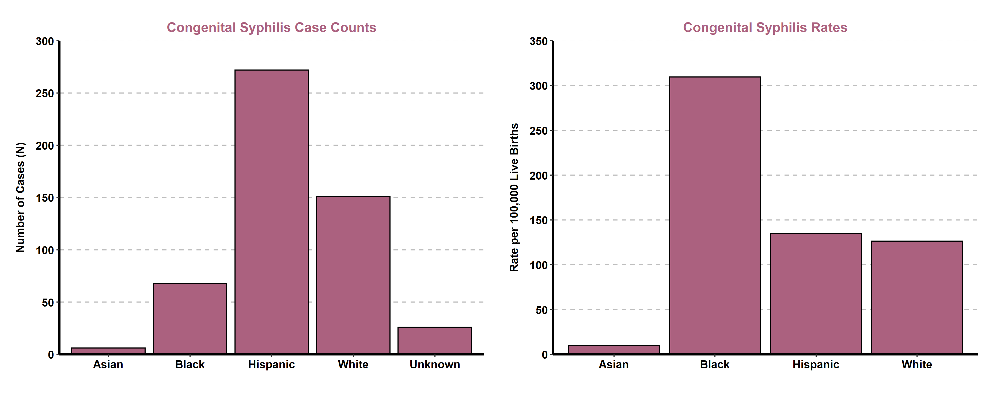 Congenital Syphilis Case Counts
Number of Cases (N)
300
250
200
150
100
50
0
Asian Black Hispanic White Unknown
Congenital Syphilis Rates
Rate per 100,000 Live Births
350
300
250
200
150
100
50
0
Asian Black Hispanic White